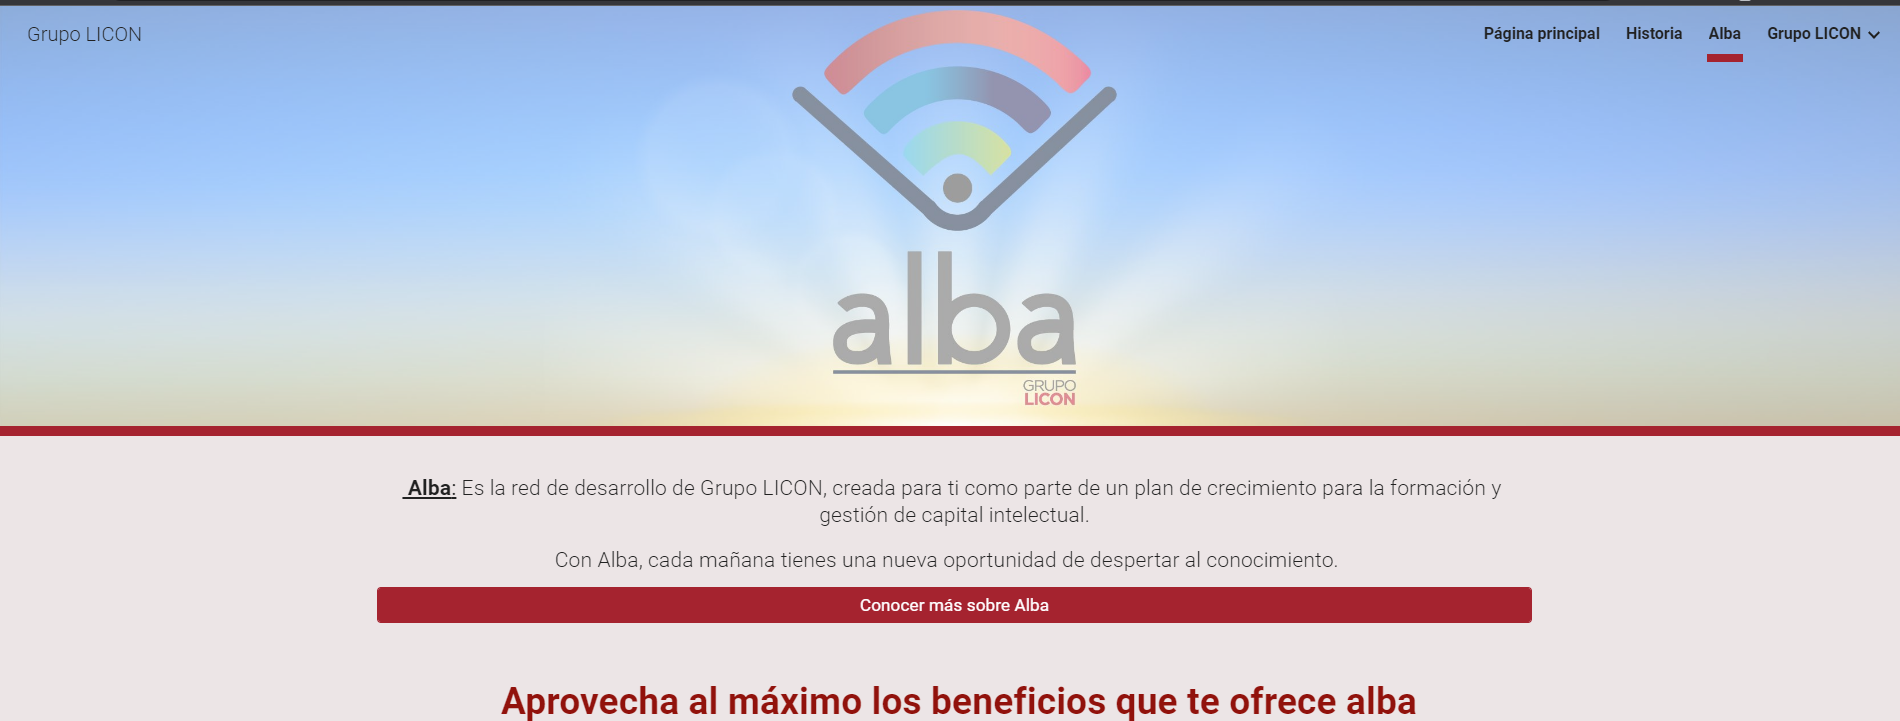 Grupo LICON
Página principal
Historia
Alba
Grupo LICON
alba
GRUPO
LICON
Alba: Es la red de desarrollo de Grupo LICON, creada para ti como parte de un plan de crecimiento para la formación y
gestión de capital intelectual.
Con Alba, cada mañana tienes una nueva oportunidad de despertar al conocimiento.
Conocer más sobre Alba
Aprovecha al máximo los beneficios que te ofrece alba